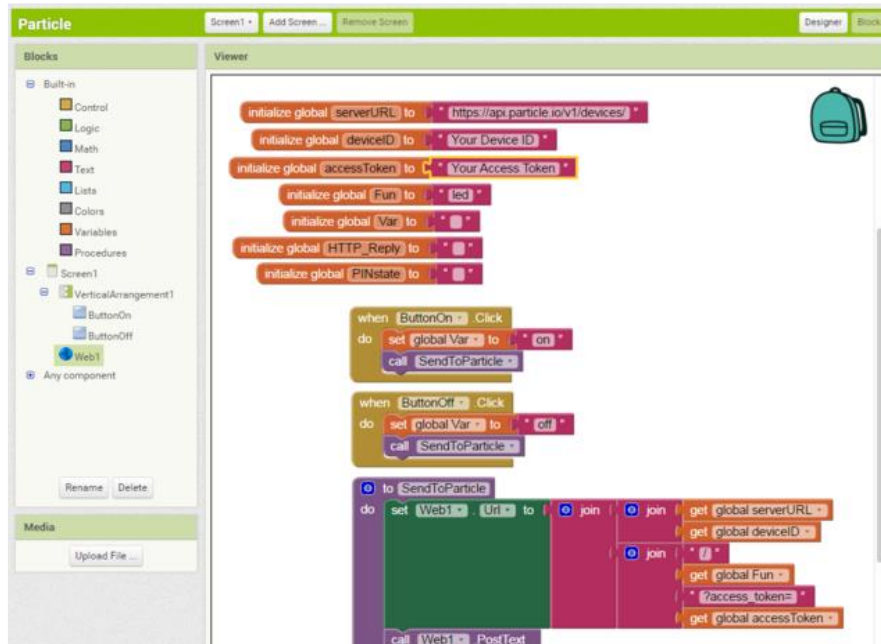 Particle
Screen1
Add Screen ...
Remove Screen
Designer
Block
Blocks
Built-in
Control
Logic
Math
Text
Lists
Colors
Variables
Procedures
Screen1
VerticalArrangement1
ButtonOn
ButtonOff
Web1
Any component
Rename
Delete
Media
Upload File ...
Viewer
initialize global serverURL to " https://api.particle.io/v1/devices/ "
initialize global deviceID to " Your Device ID "
initialize global accessToken to " Your Access Token "
initialize global Fun to " led "
initialize global Var to " "
initialize global HTTP_Reply to " "
initialize global PINstate to " "
when ButtonOn .Click
do set global Var to " on "
call SendToParticle
when ButtonOff .Click
do set global Var to " off "
call SendToParticle
to SendToParticle
do set Web1 . Url to join join get global serverURL
get global deviceID
join " / "
get global Fun
" ?access_token= "
get global accessToken
call Web1 .PostText